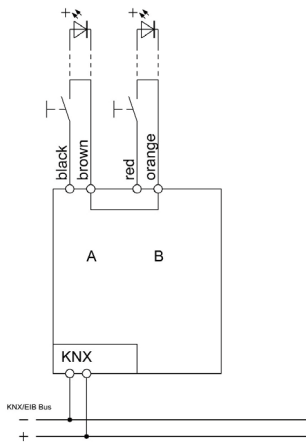 + +
black brown red orange
A B
KNX
KNX/EIB Bus
−
+